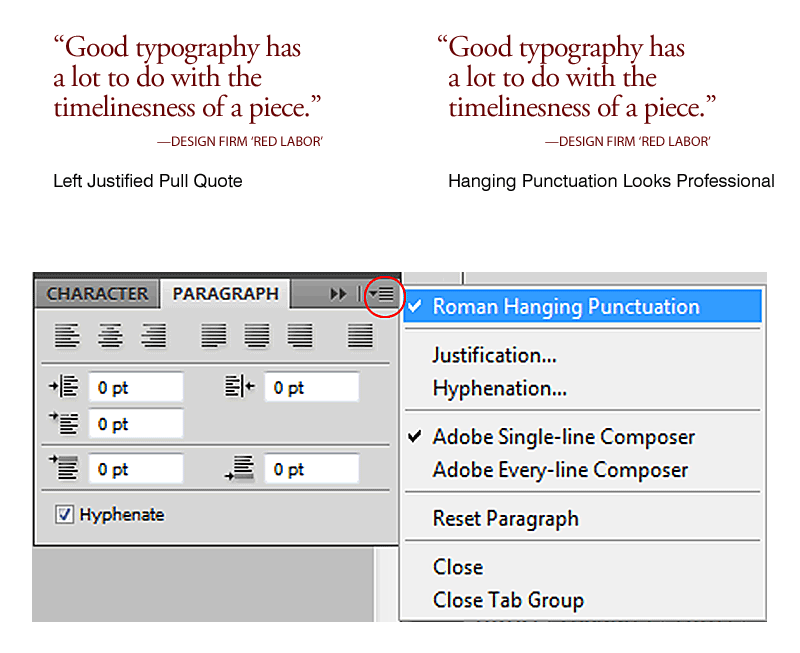 “Good typography has
a lot to do with the
timelinesness of a piece.”
—DESIGN FIRM ‘RED LABOR’
Left Justified Pull Quote
“Good typography has
a lot to do with the
timelinesness of a piece.”
—DESIGN FIRM ‘RED LABOR’
Hanging Punctuation Looks Professional
CHARACTER PARAGRAPH
0 pt 0 pt
0 pt
0 pt 0 pt
Hyphenate
Roman Hanging Punctuation
Justification...
Hyphenation...
Adobe Single-line Composer
Adobe Every-line Composer
Reset Paragraph
Close
Close Tab Group